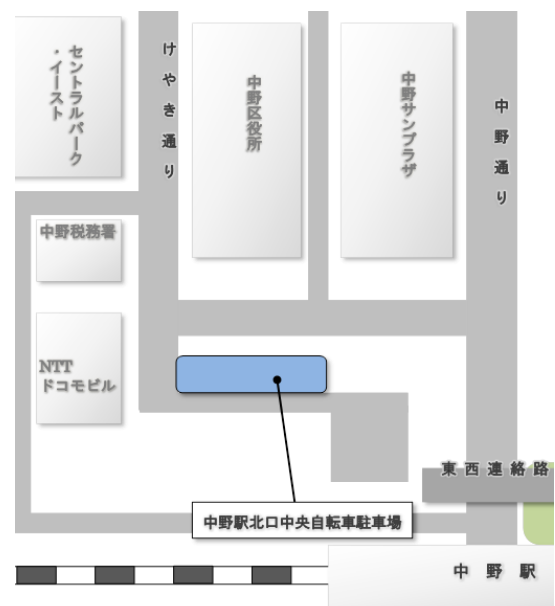 セントラルパーク
・イースト
けやき通り
中野区役所
中野サンプラザ
中野通り
中野税務署
NTT
ドコモビル
東西連絡路
中野駅北口中央自転車駐車場
中野駅